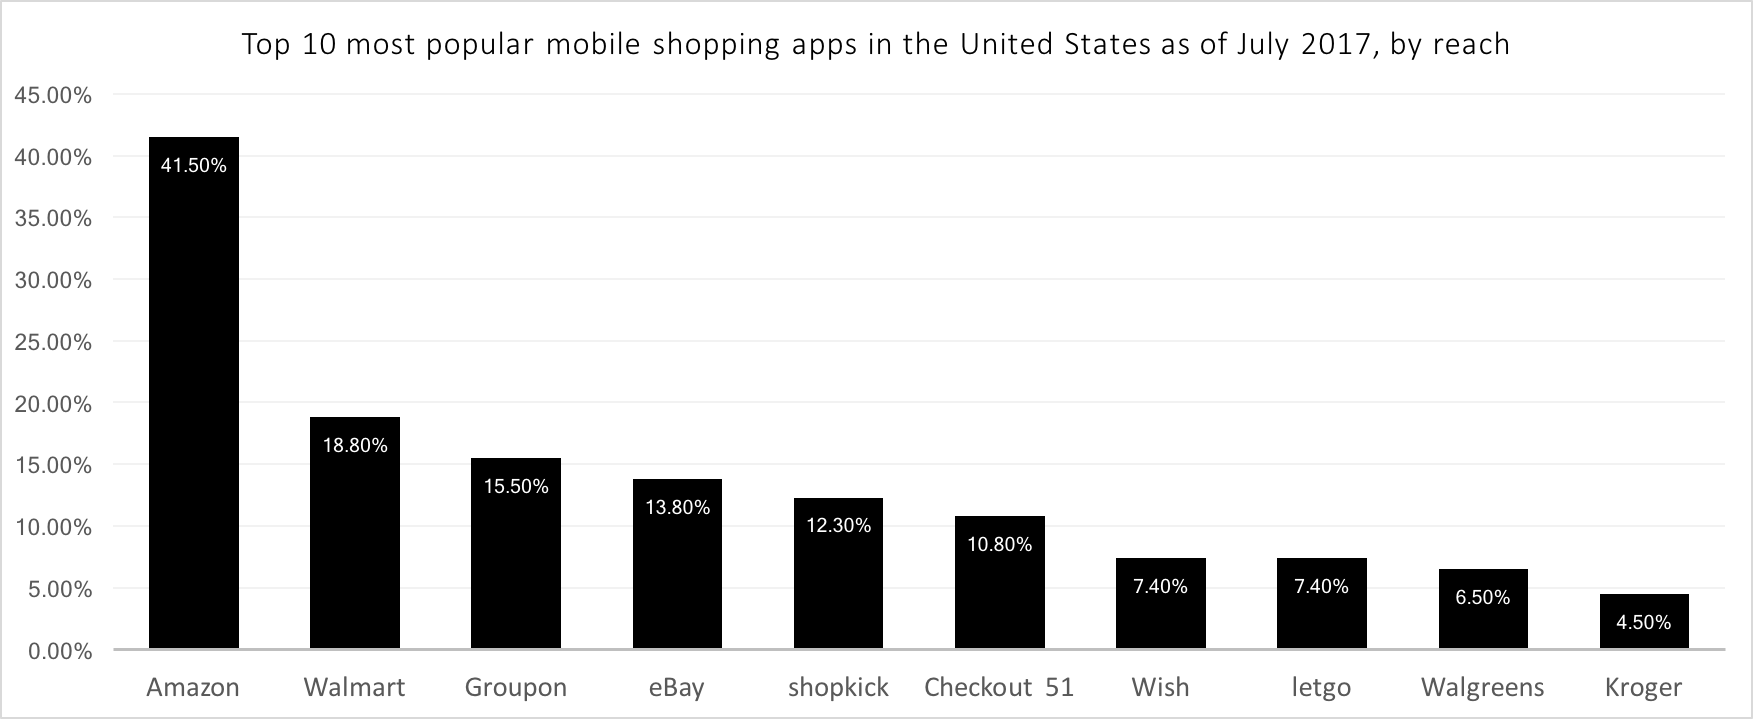 Top 10 most popular mobile shopping apps in the United States as of July 2017, by reach
45.00%
40.00%
35.00%
30.00%
25.00%
20.00%
15.00%
10.00%
5.00%
0.00%
41.50%
18.80%
15.50%
13.80%
12.30%
10.80%
7.40%
7.40%
6.50%
4.50%
Amazon
Walmart
Groupon
eBay
shopkick
Checkout 51
Wish
letgo
Walgreens
Kroger